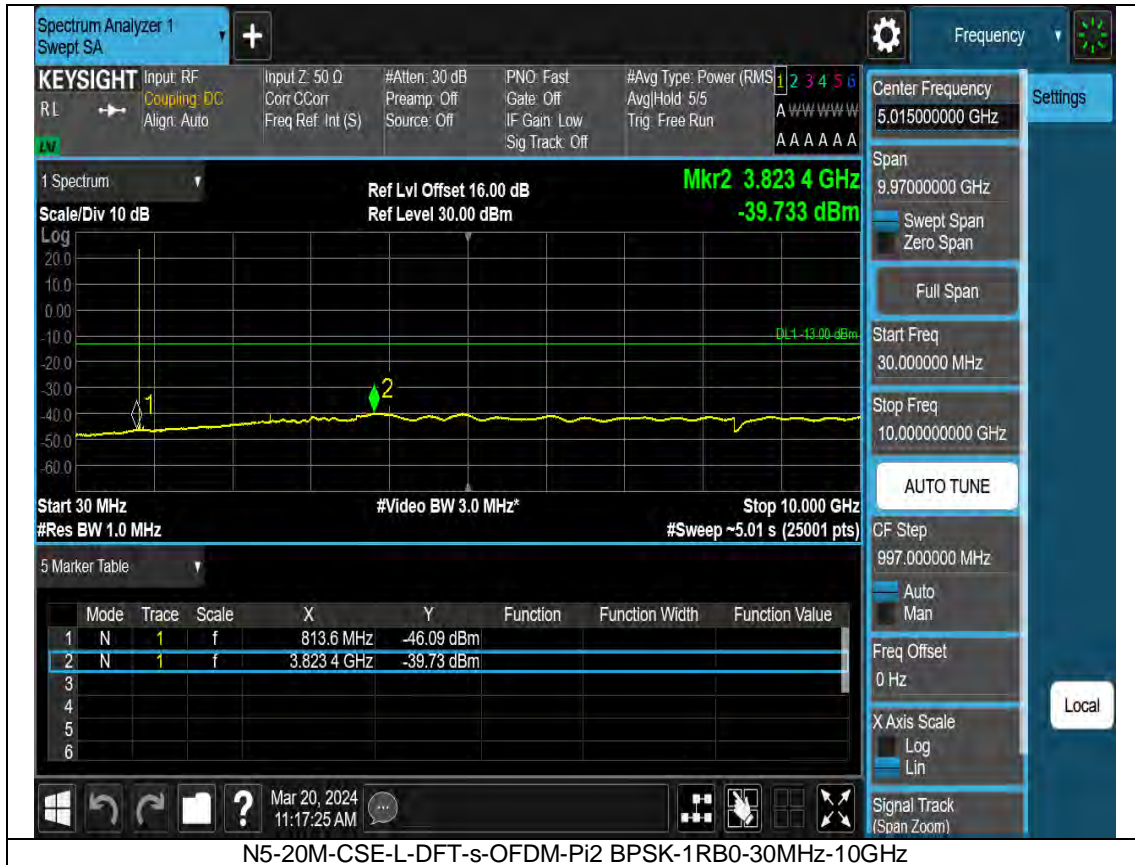 Spectrum Analyzer 1
Swept SA
+
Frequency
KEYSIGHT
RL
LVI
Input: RF
Coupling: DC
Align: Auto
Input Z: 50 Ω
Corr CCorr
Freq Ref: Int (S)
#Atten: 30 dB
Preamp: Off
Source: Off
PNO: Fast
Gate: Off
IF Gain: Low
Sig Track: Off
#Avg Type: Power (RMS
Avg|Hold: 5/5
Trig: Free Run
1 2 3 4 5 6
A W W W W W
A A A A A A
1 Spectrum
Scale/Div 10 dB
Ref Lvl Offset 16.00 dB
Ref Level 30.00 dBm
Mkr2 3.823 4 GHz
-39.733 dBm
Log
20.0
10.0
0.00
-10.0
-20.0
-30.0
-40.0
-50.0
-60.0
DL1 -13.00 dBm
1
2
Start 30 MHz
#Res BW 1.0 MHz
#Video BW 3.0 MHz*
Stop 10.000 GHz
#Sweep ~5.01 s (25001 pts)
5 Marker Table
Mode Trace Scale X Y Function Function Width Function Value
1 N 1 f 813.6 MHz -46.09 dBm
2 N 1 f 3.823 4 GHz -39.73 dBm
3
4
5
6
Mar 20, 2024
11:17:25 AM
?
Center Frequency
5.015000000 GHz
Settings
Span
9.97000000 GHz
Swept Span
Zero Span
Full Span
Start Freq
30.000000 MHz
Stop Freq
10.000000000 GHz
AUTO TUNE
CF Step
997.000000 MHz
Auto
Man
Freq Offset
0 Hz
X Axis Scale
Log
Lin
Local
Signal Track
(Span Zoom)
N5-20M-CSE-L-DFT-s-OFDM-Pi2 BPSK-1RB0-30MHz-10GHz